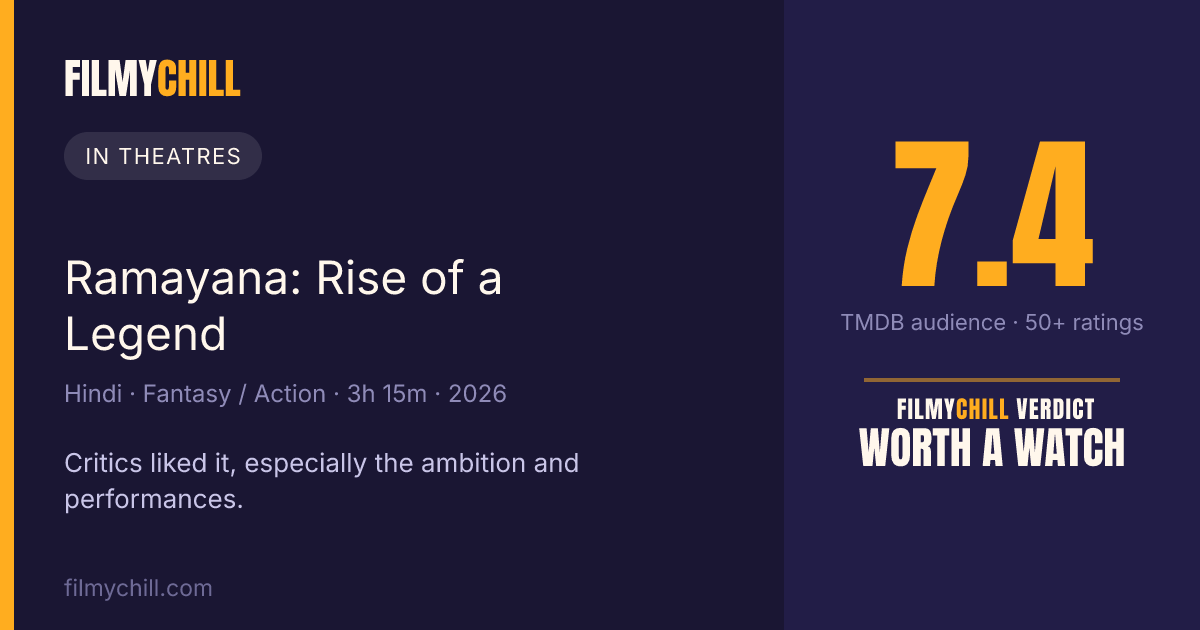 FILMYCHILL
IN THEATRES
Ramayana: Rise of a
Legend
Hindi · Fantasy / Action · 3h 15m · 2026
Critics liked it, especially the ambition and
performances.
filmychill.com
7.4
TMDB audience · 50+ ratings
FILMYCHILL VERDICT
WORTH A WATCH